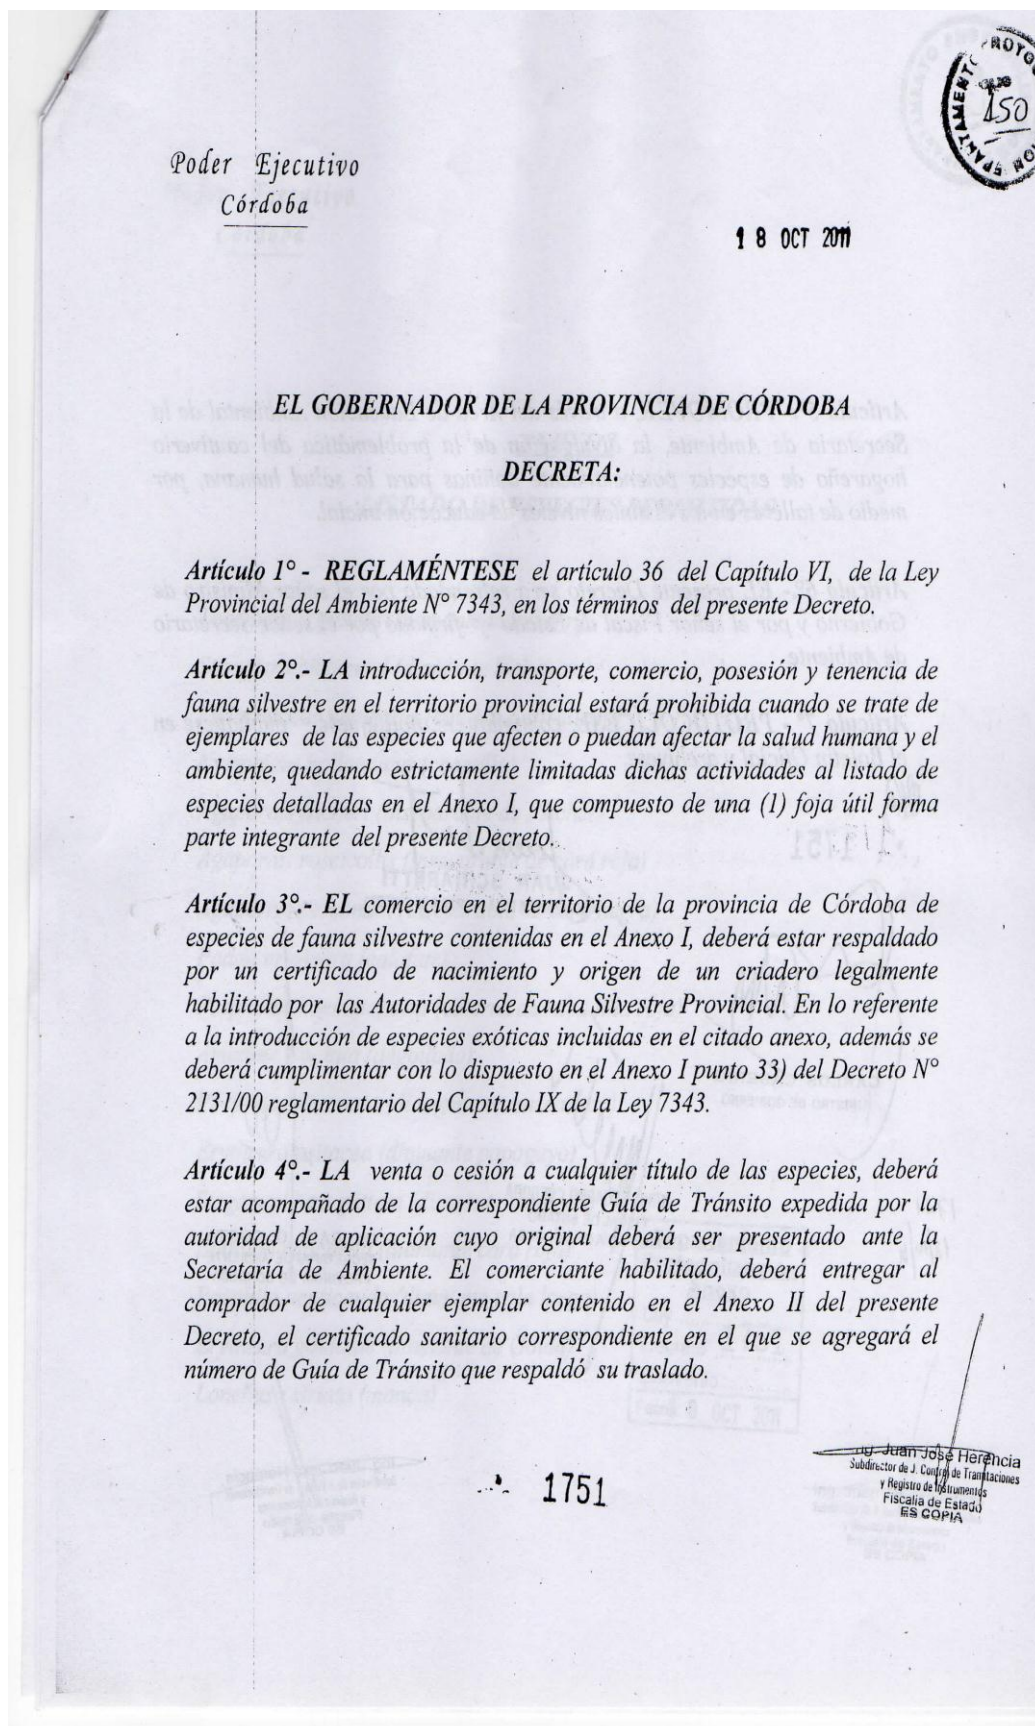 PROTOC
150
Poder Ejecutivo
Córdoba
18 OCT 2011
EL GOBERNADOR DE LA PROVINCIA DE CÓRDOBA
DECRETA:
Artículo 1° - REGLAMÉNTESE el artículo 36 del Capítulo VI, de la Ley
Provincial del Ambiente N° 7343, en los términos del presente Decreto.
Artículo 2°.- LA introducción, transporte, comercio, posesión y tenencia de
fauna silvestre en el territorio provincial estará prohibida cuando se trate de
ejemplares de las especies que afecten o puedan afectar la salud humana y el
ambiente, quedando estrictamente limitadas dichas actividades al listado de
especies detalladas en el Anexo I, que compuesto de una (1) foja útil forma
parte integrante del presente Decreto.
Artículo 3°.- EL comercio en el territorio de la provincia de Córdoba de
especies de fauna silvestre contenidas en el Anexo I, deberá estar respaldado
por un certificado de nacimiento y origen de un criadero legalmente
habilitado por las Autoridades de Fauna Silvestre Provincial. En lo referente
a la introducción de especies exóticas incluidas en el citado anexo, además se
deberá cumplimentar con lo dispuesto en el Anexo I punto 33) del Decreto N°
2131/00 reglamentario del Capítulo IX de la Ley 7343.
Artículo 4°.- LA venta o cesión a cualquier título de las especies, deberá
estar acompañado de la correspondiente Guía de Tránsito expedida por la
autoridad de aplicación cuyo original deberá ser presentado ante la
Secretaría de Ambiente. El comerciante habilitado, deberá entregar al
comprador de cualquier ejemplar contenido en el Anexo II del presente
Decreto, el certificado sanitario correspondiente en el que se agregará el
número de Guía de Tránsito que respaldó su traslado.
1751
Juan José Herencia
Subdirector de J. Control de Tramitaciones
y Registro de Instrumentos
Fiscalía de Estado
ES COPIA